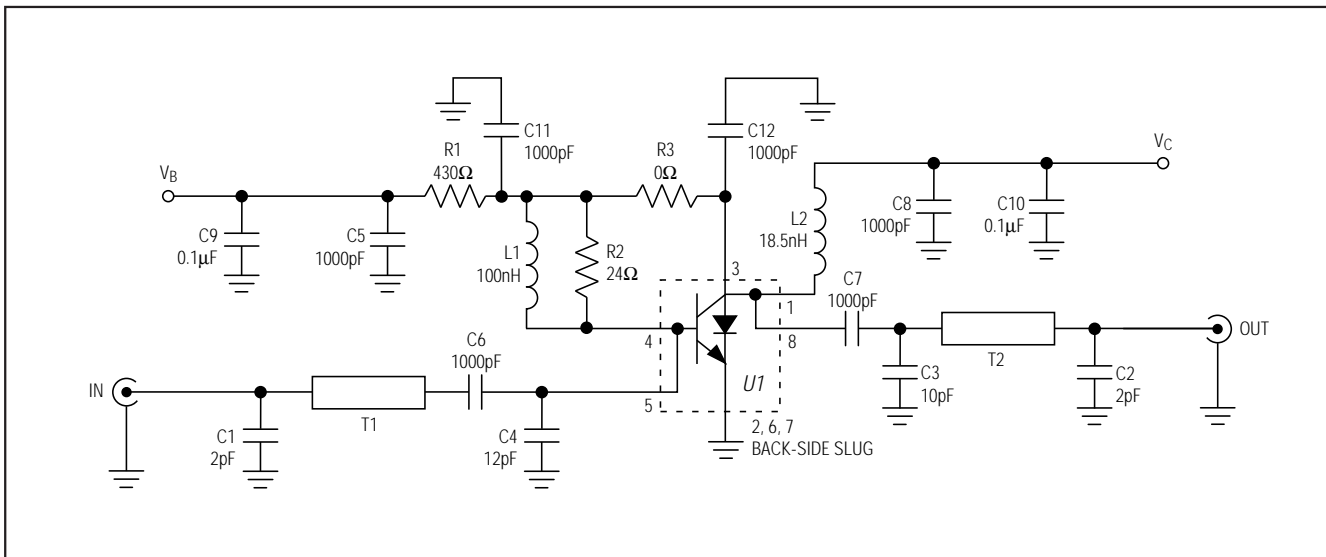 C11
1000pF
C12
1000pF
R1
430Ω
R3
0Ω
VB
VC
C9
0.1µF
C5
1000pF
L1
100nH
R2
24Ω
L2
18.5nH
C8
1000pF
C10
0.1µF
3
1
4
8
5
C7
1000pF
C6
1000pF
U1
2, 6, 7
BACK-SIDE SLUG
IN
T1
C1
2pF
C4
12pF
T2
C3
10pF
C2
2pF
OUT